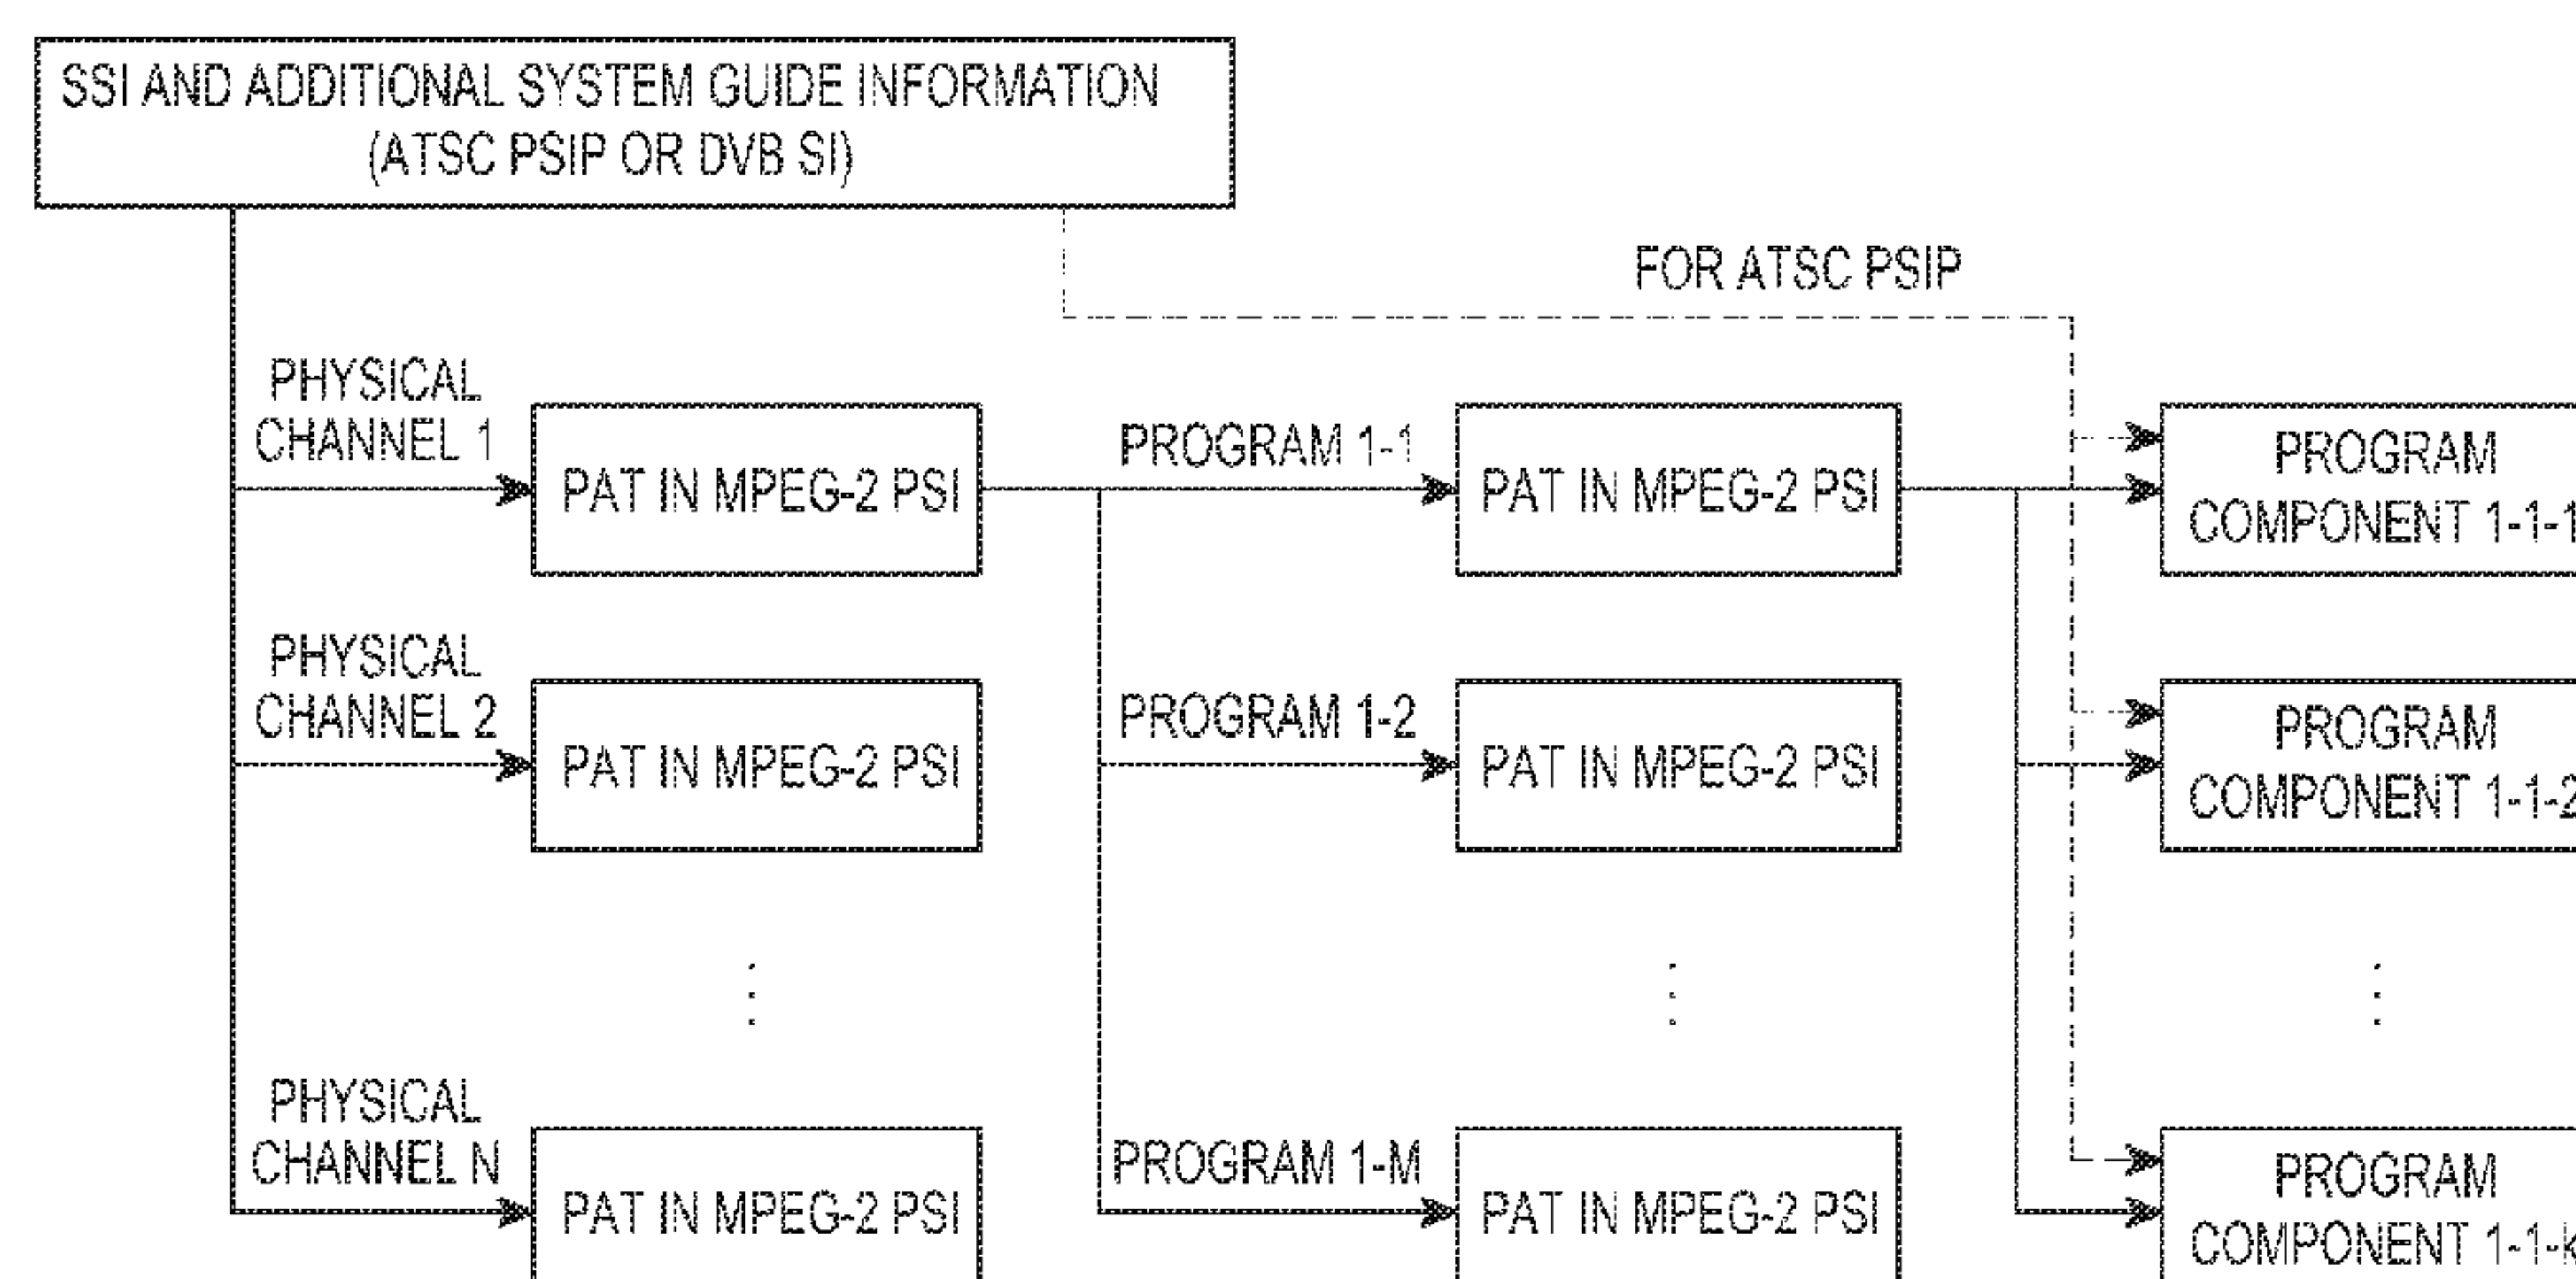 SSI AND ADDITIONAL SYSTEM GUIDE INFORMATION
(ATSC PSIP OR DVB SI)
FOR ATSC PSIP
PHYSICAL
CHANNEL 1
PAT IN MPEG-2 PSI
PROGRAM 1-1
PAT IN MPEG-2 PSI
PROGRAM
COMPONENT 1-1-1
PHYSICAL
CHANNEL 2
PAT IN MPEG-2 PSI
PROGRAM 1-2
PAT IN MPEG-2 PSI
PROGRAM
COMPONENT 1-1-2
PHYSICAL
CHANNEL N
PAT IN MPEG-2 PSI
PROGRAM 1-M
PAT IN MPEG-2 PSI
PROGRAM
COMPONENT 1-1-k